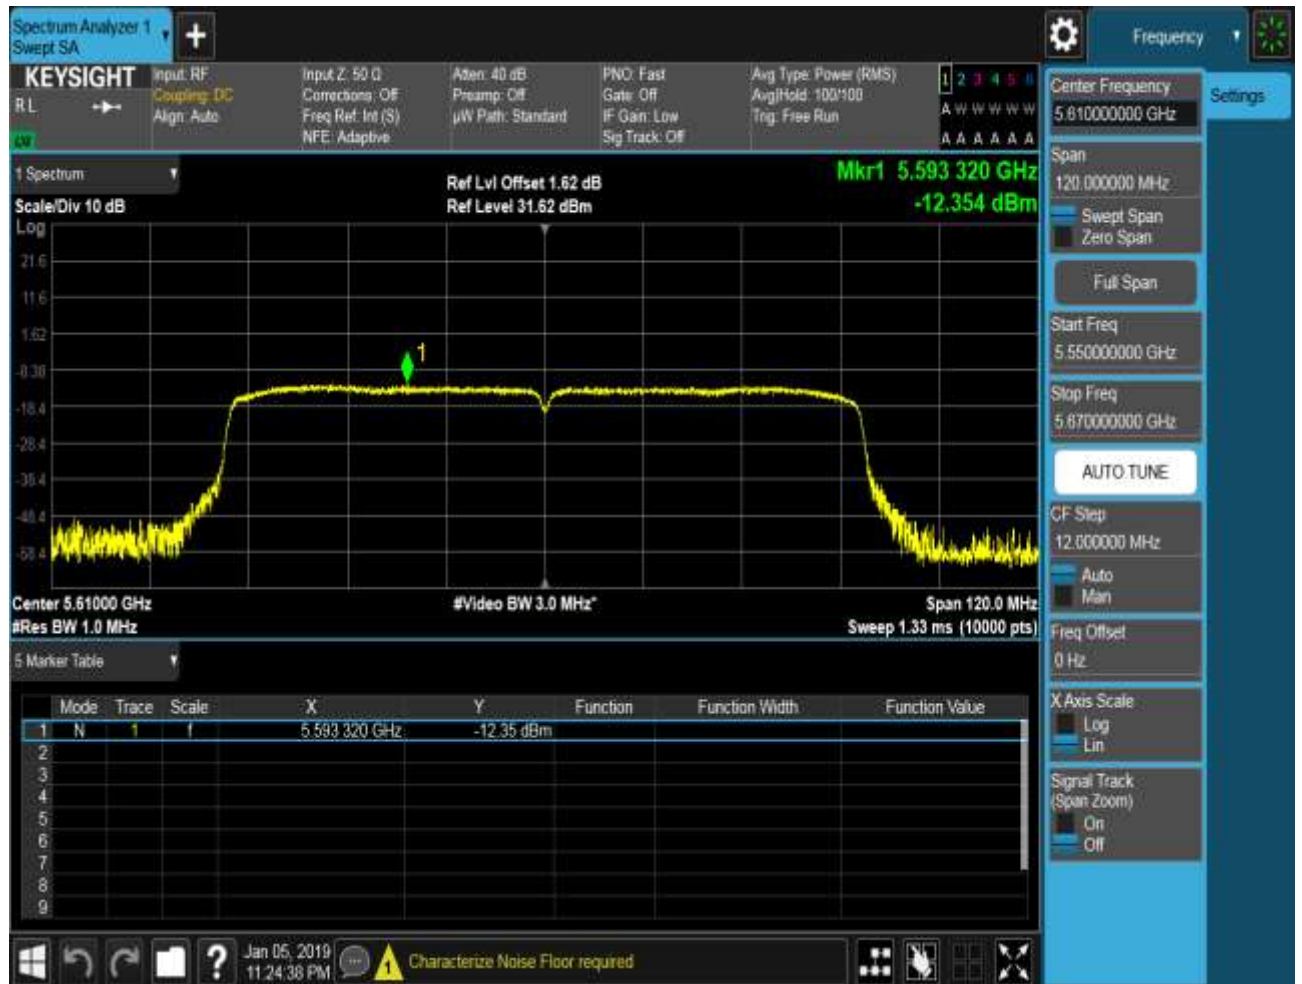 Spectrum Analyzer 1
Swept SA
+
Frequency
KEYSIGHT
RL
Input: RF
Coupling: DC
Align: Auto
Input Z: 50 Ω
Corrections: Off
Freq Ref: Int (S)
NFE: Adaptive
Atten: 40 dB
Preamp: Off
µW Path: Standard
PNO: Fast
Gate: Off
IF Gain: Low
Sig Track: Off
Avg Type: Power (RMS)
Avg|Hold: 100/100
Trig: Free Run
1 2 3 4 5 6
A W W W W W
A A A A A A
Center Frequency
5.610000000 GHz
Settings
Span
120.000000 MHz
Swept Span
Zero Span
Full Span
Start Freq
5.550000000 GHz
Stop Freq
5.670000000 GHz
AUTO TUNE
CF Step
12.000000 MHz
Auto
Man
Freq Offset
0 Hz
X Axis Scale
Log
Lin
Signal Track
(Span Zoom)
On
Off
1 Spectrum
Scale/Div 10 dB
Ref Lvl Offset 1.62 dB
Ref Level 31.62 dBm
Mkr1 5.593 320 GHz
-12.354 dBm
Log
21.6
11.6
1.62
-8.38
-18.4
-28.4
-38.4
-48.4
-58.4
1
Center 5.61000 GHz
#Res BW 1.0 MHz
#Video BW 3.0 MHz*
Span 120.0 MHz
Sweep 1.33 ms (10000 pts)
5 Marker Table
Mode Trace Scale X Y Function Function Width Function Value
1 N 1 f 5.593 320 GHz -12.35 dBm
2
3
4
5
6
7
8
9
?
Jan 05, 2019
11:24:38 PM
1
Characterize Noise Floor required